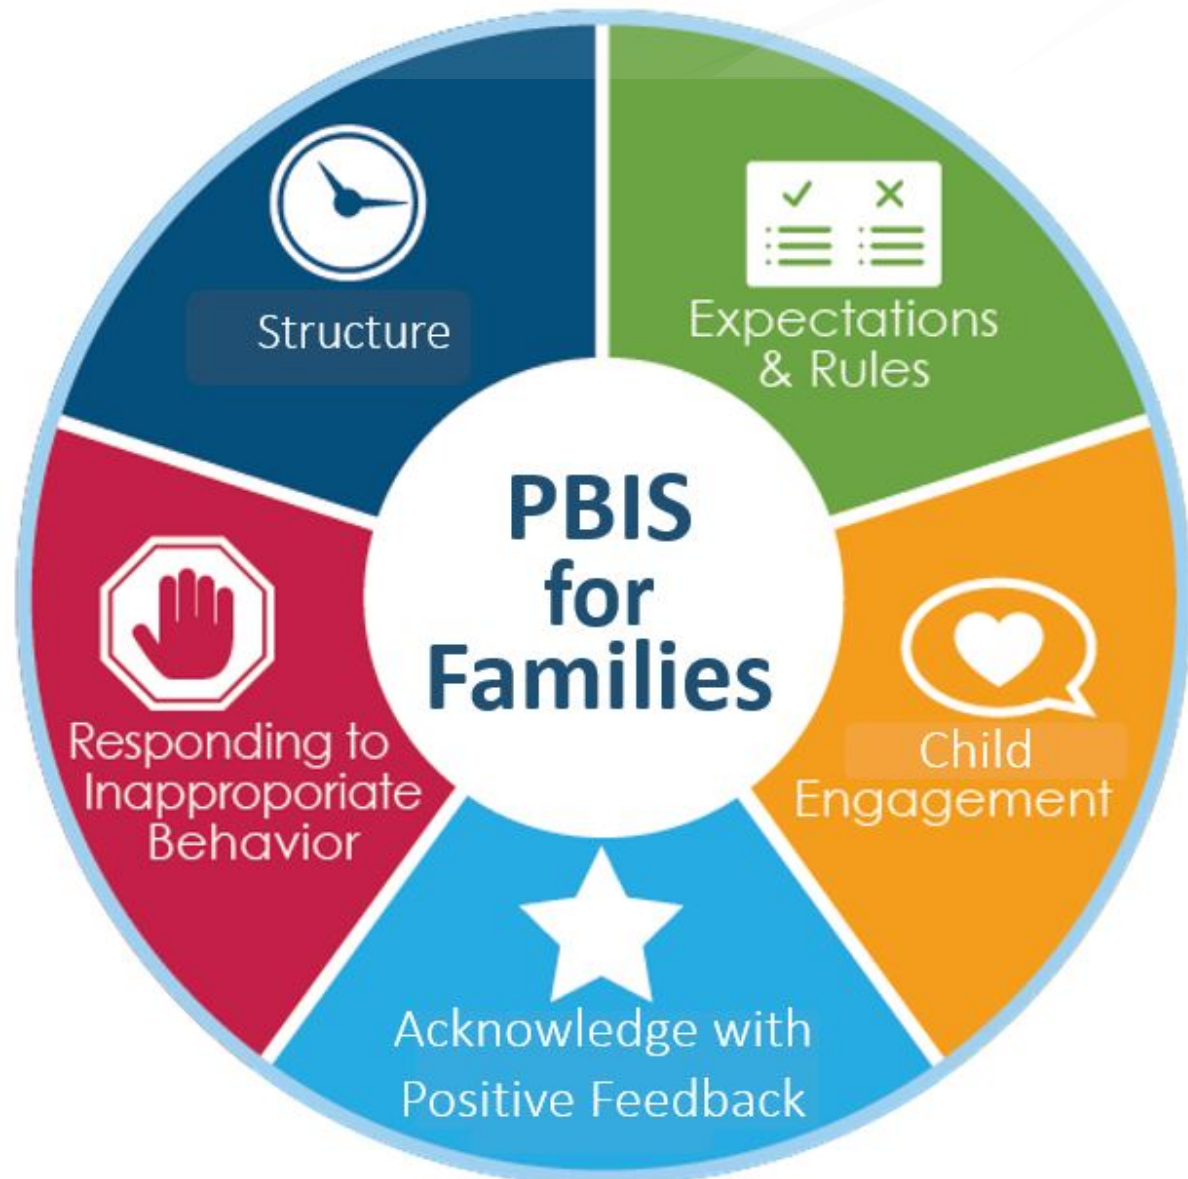 PBIS
for
Families
Structure
Expectations
& Rules
Child
Engagement
Acknowledge with
Positive Feedback
Responding to
Inapproporiate
Behavior